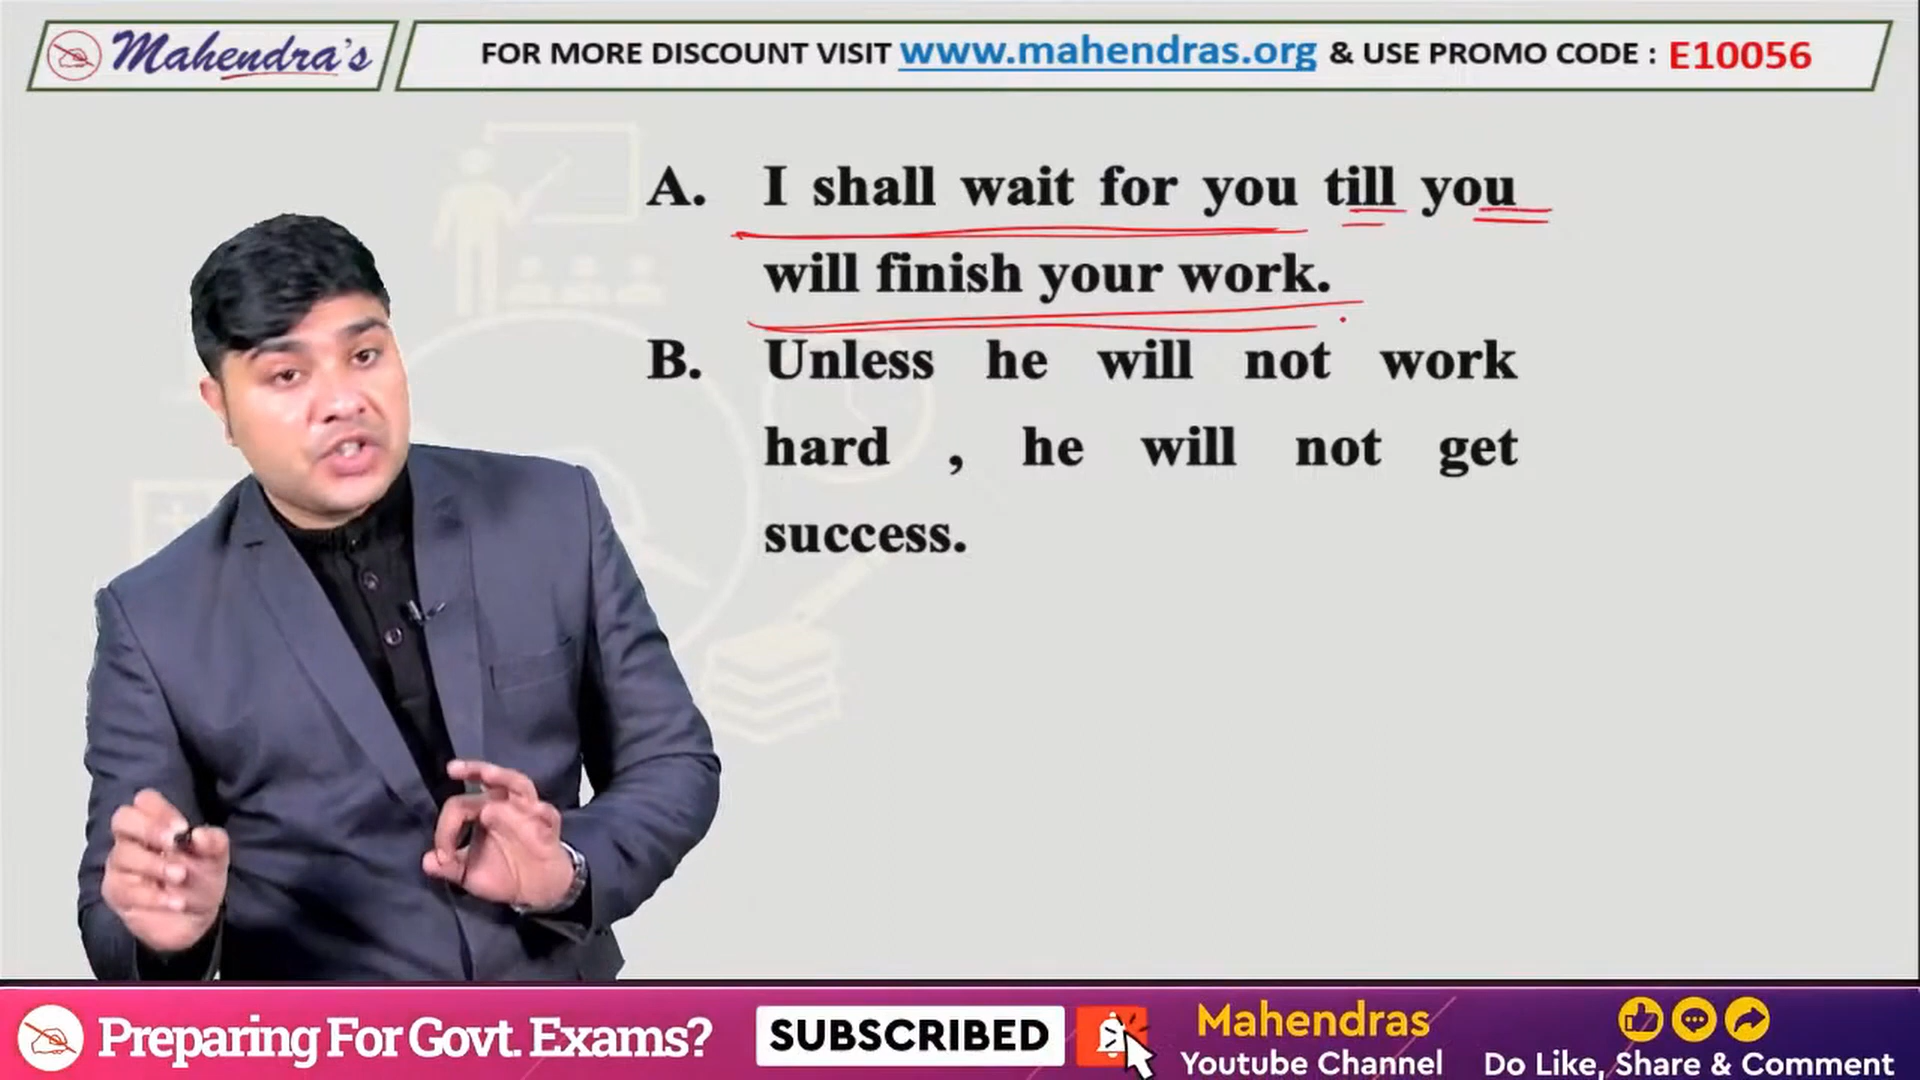 Mahendra's
FOR MORE DISCOUNT VISIT www.mahendras.org & USE PROMO CODE : E10056
A. I shall wait for you till you
will finish your work.
B. Unless he will not work
hard , he will not get
success.
Preparing For Govt. Exams?
SUBSCRIBED
Mahendras
Youtube Channel
Do Like, Share & Comment